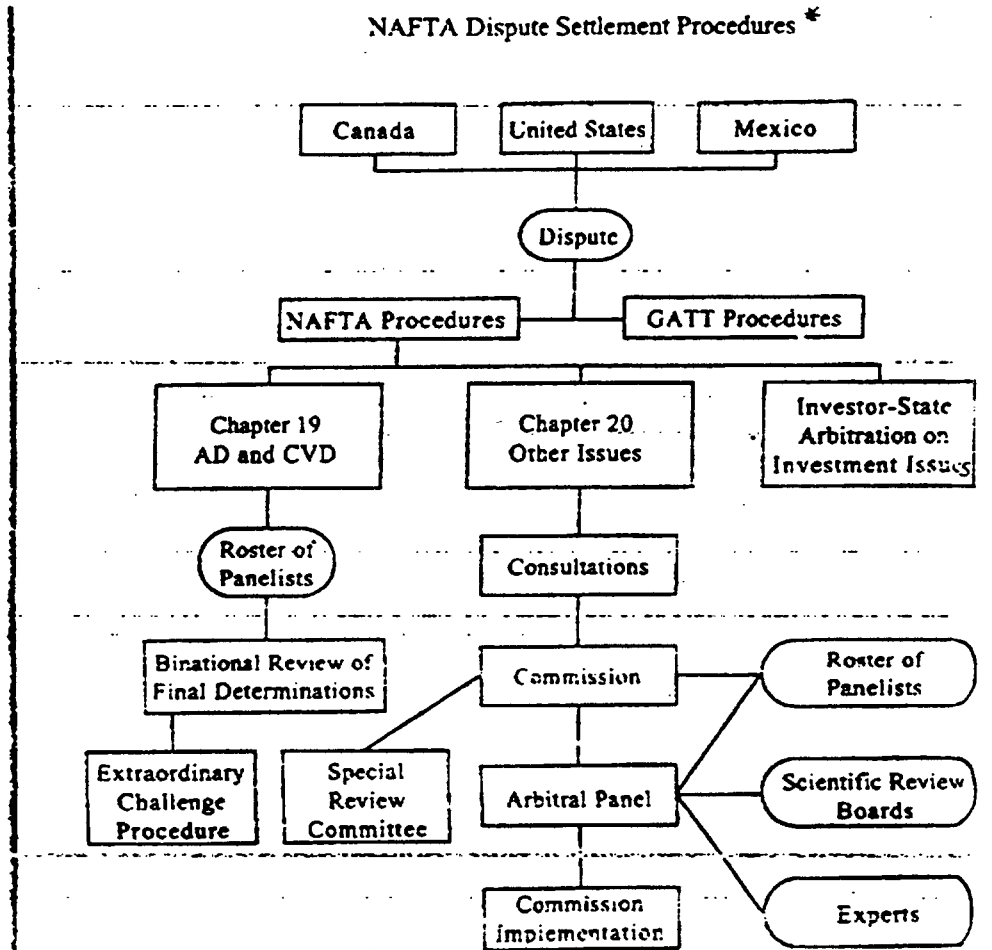 NAFTA Dispute Settlement Procedures *
Canada
United States
Mexico
Dispute
NAFTA Procedures
GATT Procedures
Chapter 19
AD and CVD
Chapter 20
Other Issues
Investor-State
Arbitration on
Investment Issues
Roster of
Panelists
Consultations
Binational Review of
Final Determinations
Commission
Roster of
Panelists
Extraordinary
Challenge
Procedure
Special
Review
Committee
Arbitral Panel
Scientific Review
Boards
Commission
Implementation
Experts